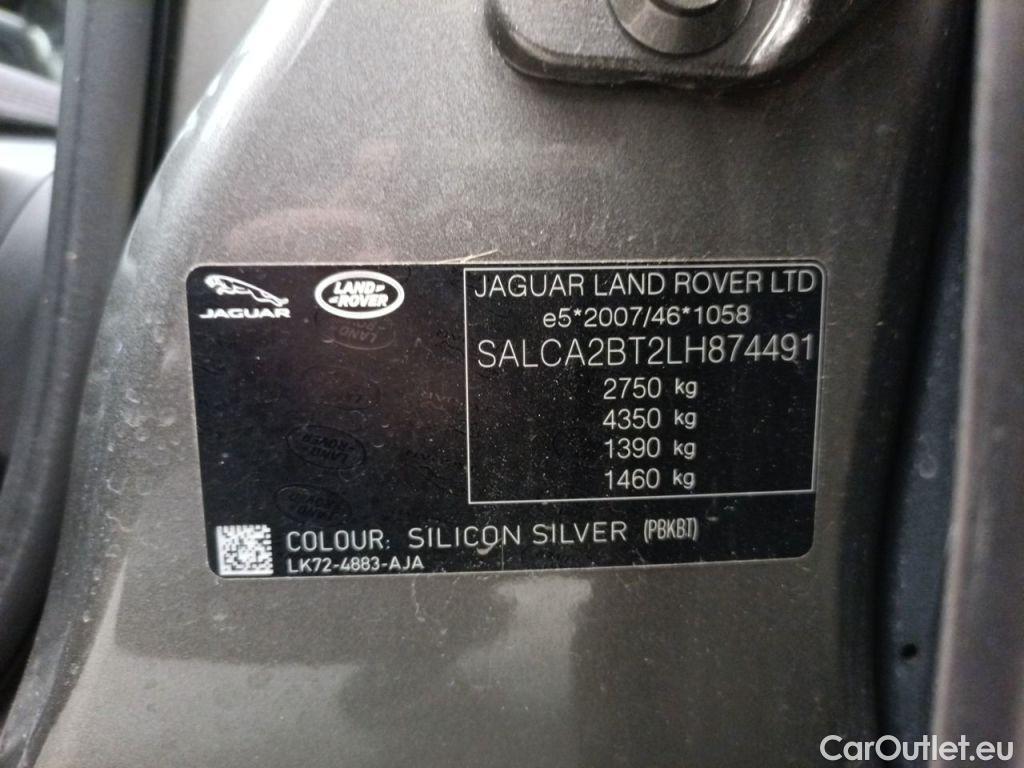 JAGUAR
LAND ROVER
JAGUAR LAND ROVER LTD
e5*2007/46*1058
SALCA2BT2LH874491
2750 kg
4350 kg
1390 kg
1460 kg
COLOUR: SILICON SILVER (PBKBT)
LK72-4883-AJA
CarOutlet.eu